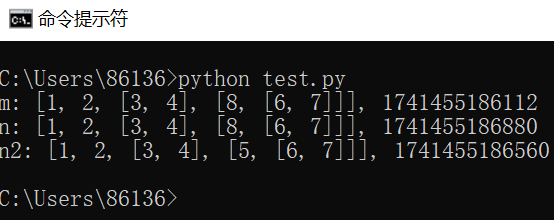 命令提示符
C:\Users\86136>python test.py
m: [1, 2, [3, 4], [8, [6, 7]]], 1741455186112
n: [1, 2, [3, 4], [8, [6, 7]]], 1741455186880
n2: [1, 2, [3, 4], [5, [6, 7]]], 1741455186560
C:\Users\86136>